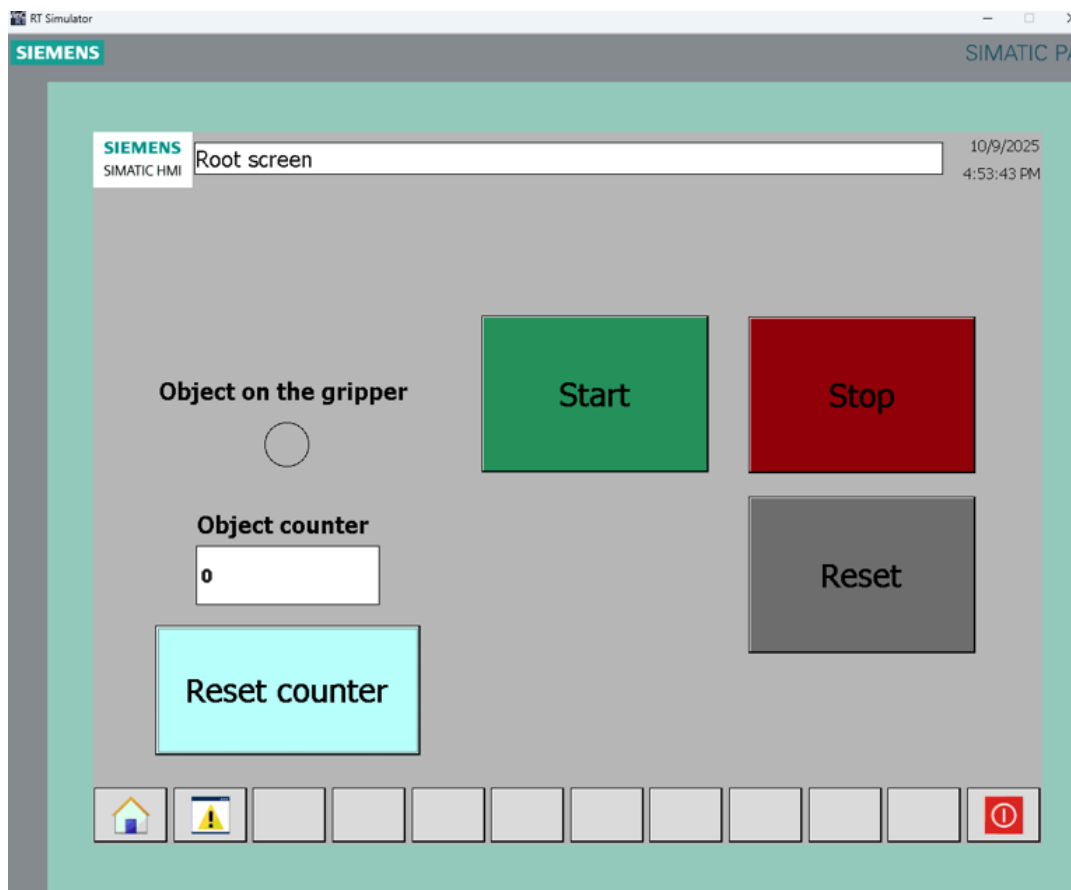 RT Simulator
SIEMENS
SIMATIC PA
SIEMENS
SIMATIC HMI
Root screen
10/9/2025
4:53:43 PM
Start
Stop
Object on the gripper
Object counter
0
Reset
Reset counter